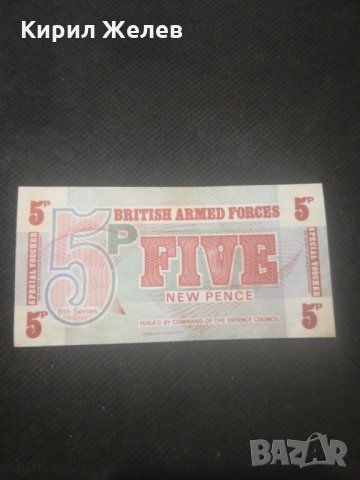 Кирил Желев
5P
BRITISH ARMED FORCES
5P
SPECIAL VOUCHER
5P
FIVE
SPECIAL VOUCHER
NEW PENCE
6th Series
5P
ISSUED BY COMMAND OF THE DEFENCE COUNCIL
5P
BAZAR